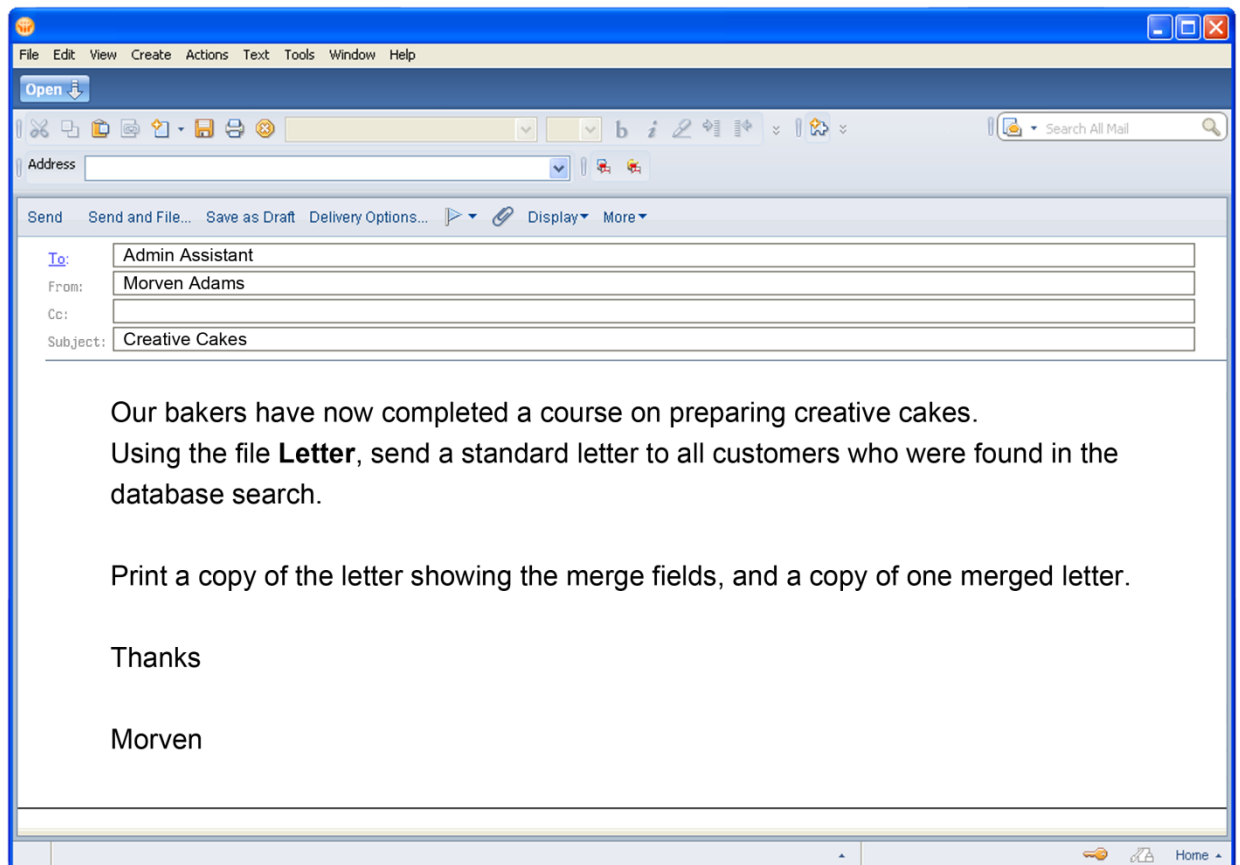 File Edit View Create Actions Text Tools Window Help
Open
b i Search All Mail
Address
Send Send and File... Save as Draft Delivery Options... Display More
To: Admin Assistant
From: Morven Adams
Cc:
Subject: Creative Cakes
Our bakers have now completed a course on preparing creative cakes.
Using the file Letter, send a standard letter to all customers who were found in the
database search.
Print a copy of the letter showing the merge fields, and a copy of one merged letter.
Thanks
Morven
Home